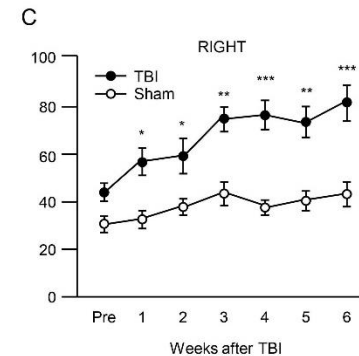 C
RIGHT
100
80
60
40
20
0
TBI
Sham
*
*
**
***
**
***
Pre 1 2 3 4 5 6
Weeks after TBI